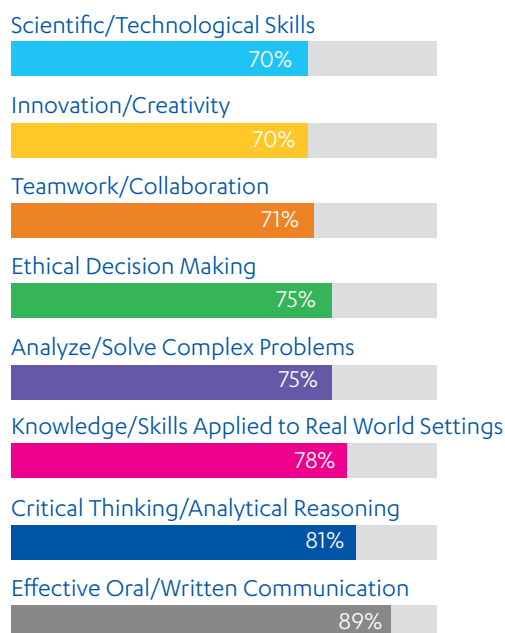 Scientific/Technological Skills
70%
Innovation/Creativity
70%
Teamwork/Collaboration
71%
Ethical Decision Making
75%
Analyze/Solve Complex Problems
75%
Knowledge/Skills Applied to Real World Settings
78%
Critical Thinking/Analytical Reasoning
81%
Effective Oral/Written Communication
89%